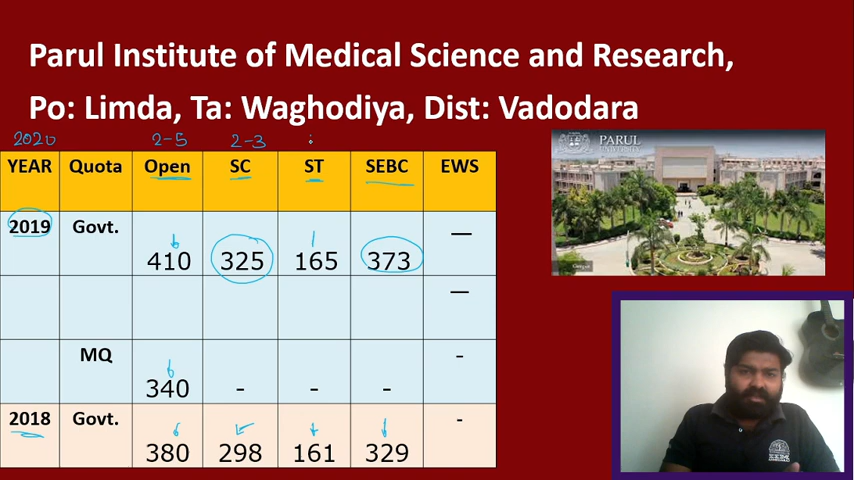 Parul Institute of Medical Science and Research,
Po: Limda, Ta: Waghodiya, Dist: Vadodara
2020 2-5 2-3
YEAR Quota Open SC ST SEBC EWS
2019 Govt. 410 325 165 373 —
—
MQ 340 - - - -
2018 Govt. 380 298 161 329 -
PARUL
UNIVERSITY